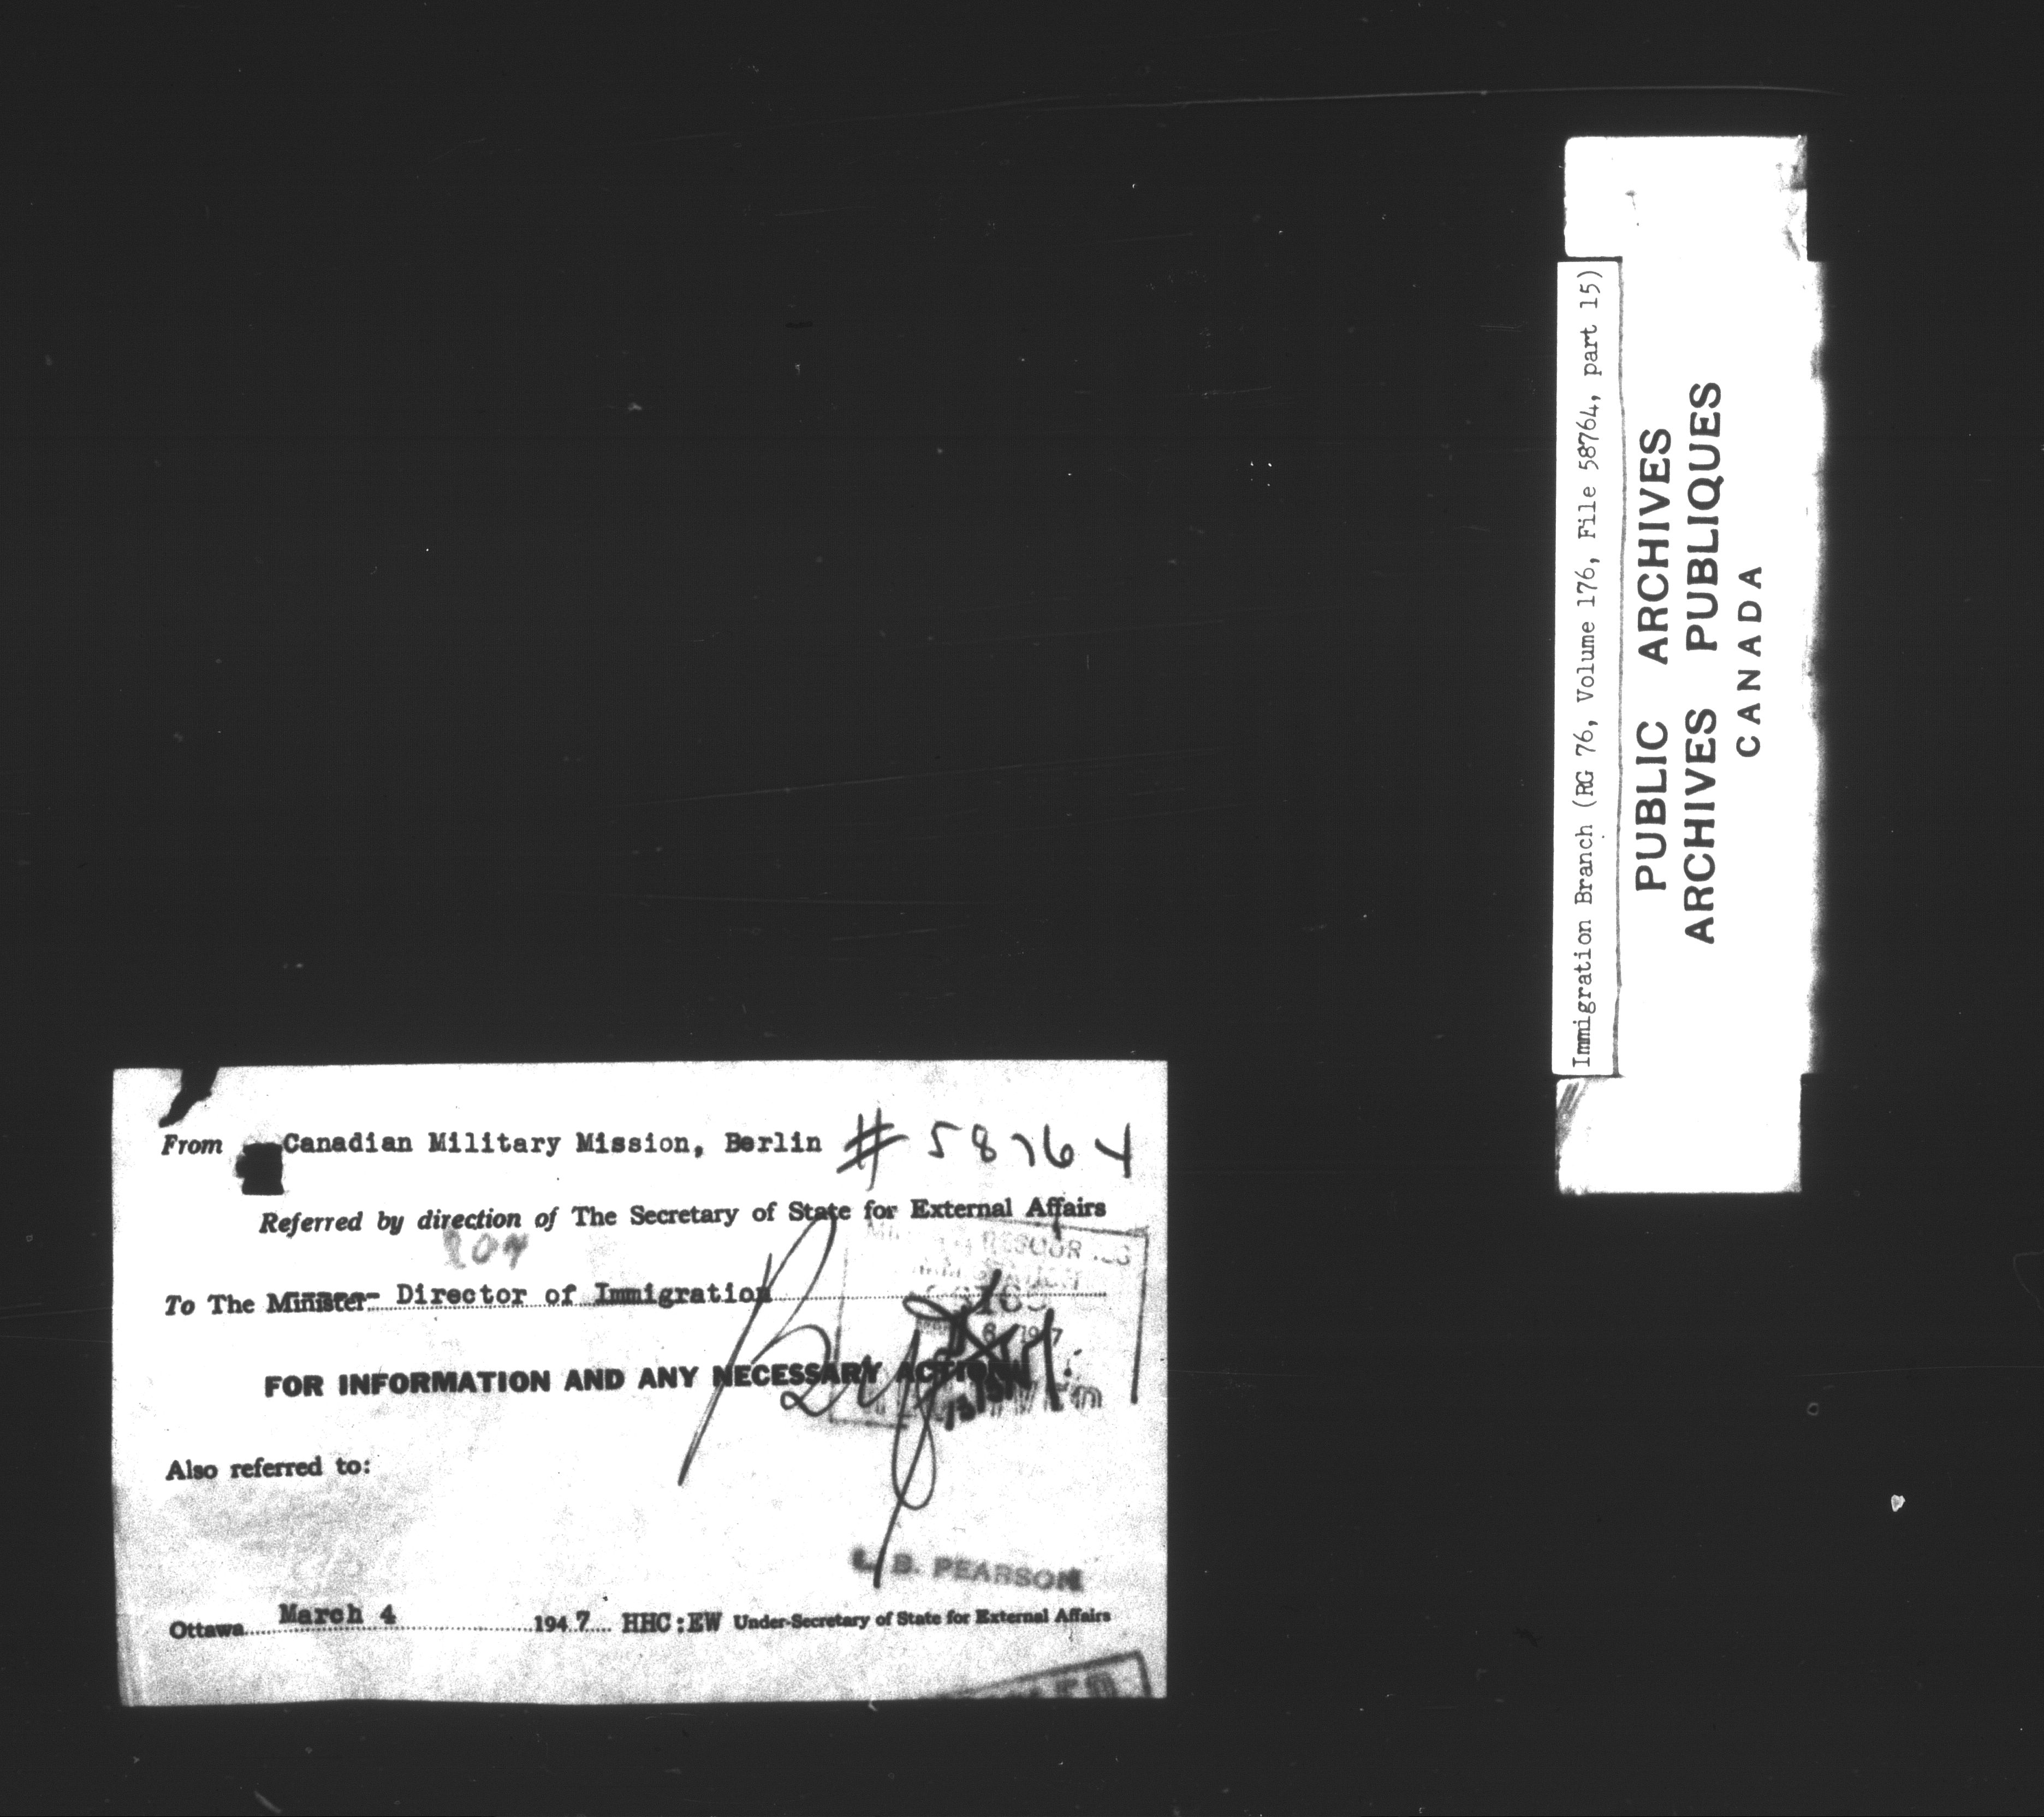 From Canadian Military Mission, Berlin # 58764
Referred by direction of The Secretary of State for External Affairs
To The Minister Director of Immigration
FOR INFORMATION AND ANY NECESSARY ACTION
Also referred to:
L. B. PEARSON
Ottawa March 4 1947 HHC:EW Under-Secretary of State for External Affairs
Immigration Branch (RG 76, Volume 176, File 58764, part 15)
PUBLIC ARCHIVES
ARCHIVES PUBLIQUES
CANADA